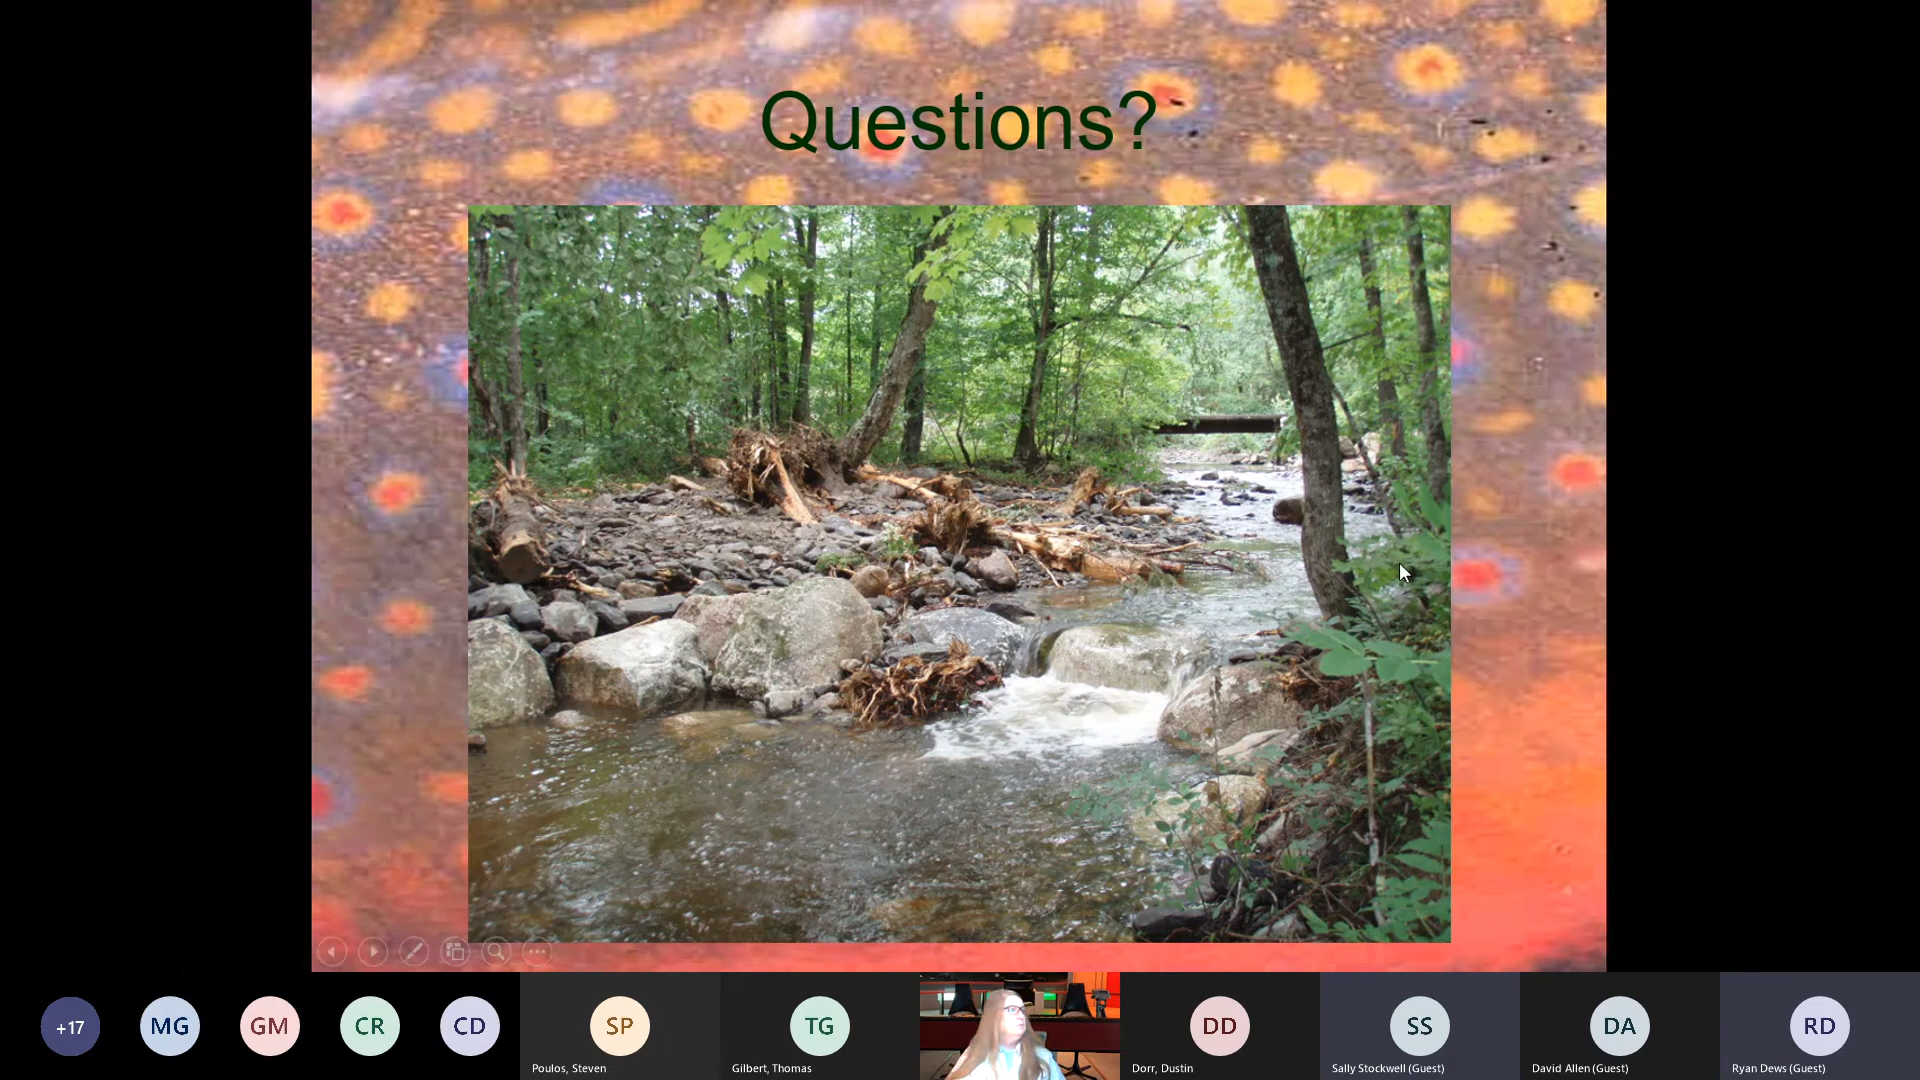 Questions?
+17
MG
GM
CR
CD
SP
TG
DD
SS
DA
RD
Poulos, Steven
Gilbert, Thomas
Dorr, Dustin
Sally Stockwell (Guest)
David Allen (Guest)
Ryan Dews (Guest)